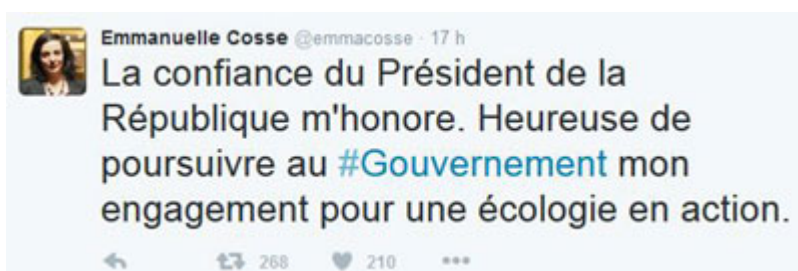 Emmanuelle Cosse @emmacosse · 17 h
La confiance du Président de la
République m'honore. Heureuse de
poursuivre au #Gouvernement mon
engagement pour une écologie en action.
268 210